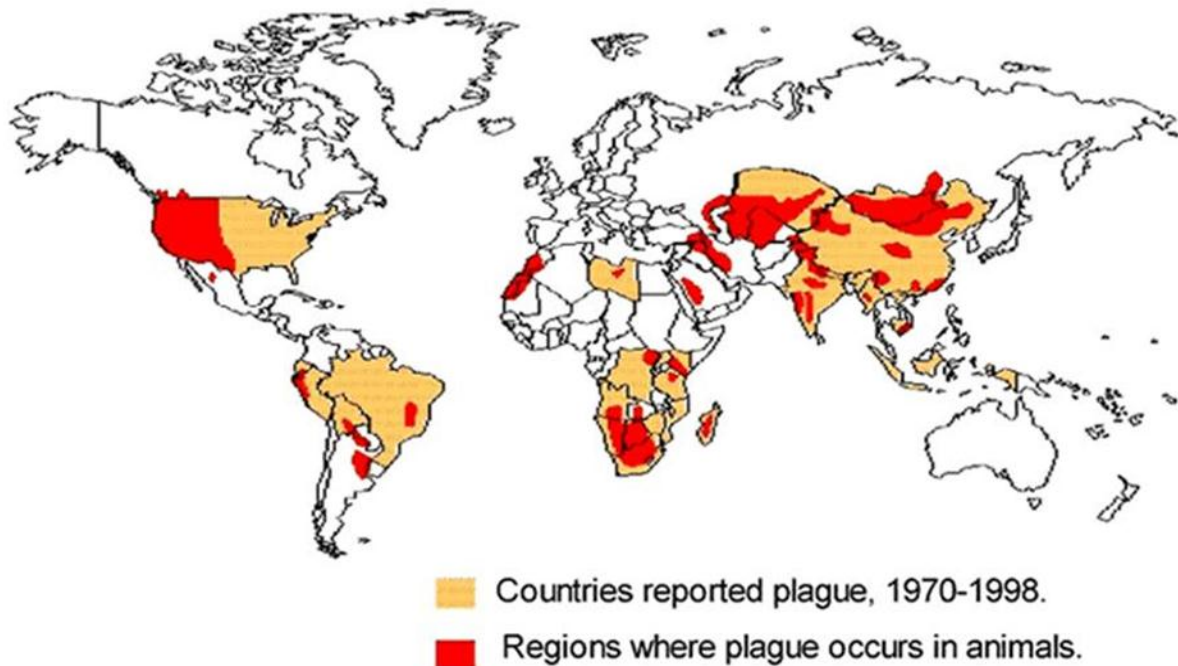 Countries reported plague, 1970-1998.
Regions where plague occurs in animals.